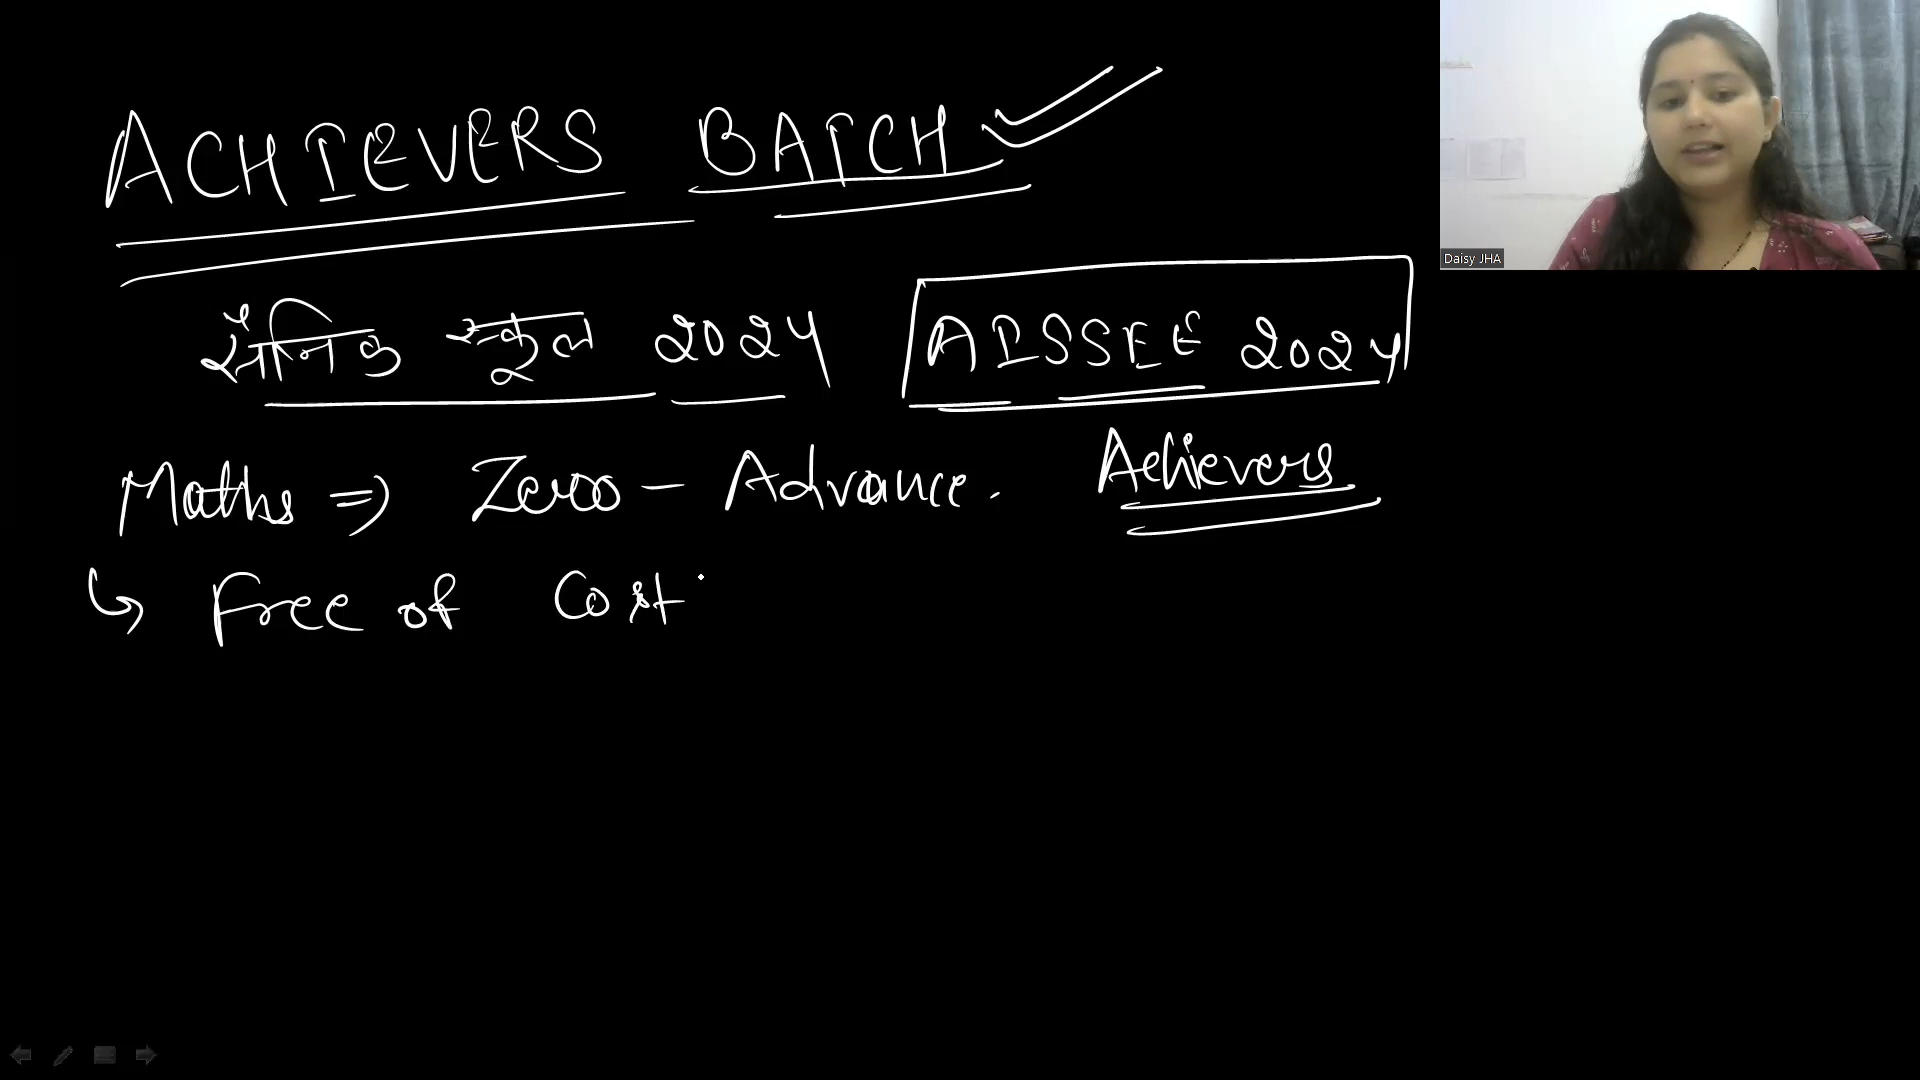 ACHIEVERS BATCH
सैनिक स्कूल 2024 AISSEE 2024
Maths ⇒ Zero - Advance. Achievers
↳ Free of Cost
Daisy JHA